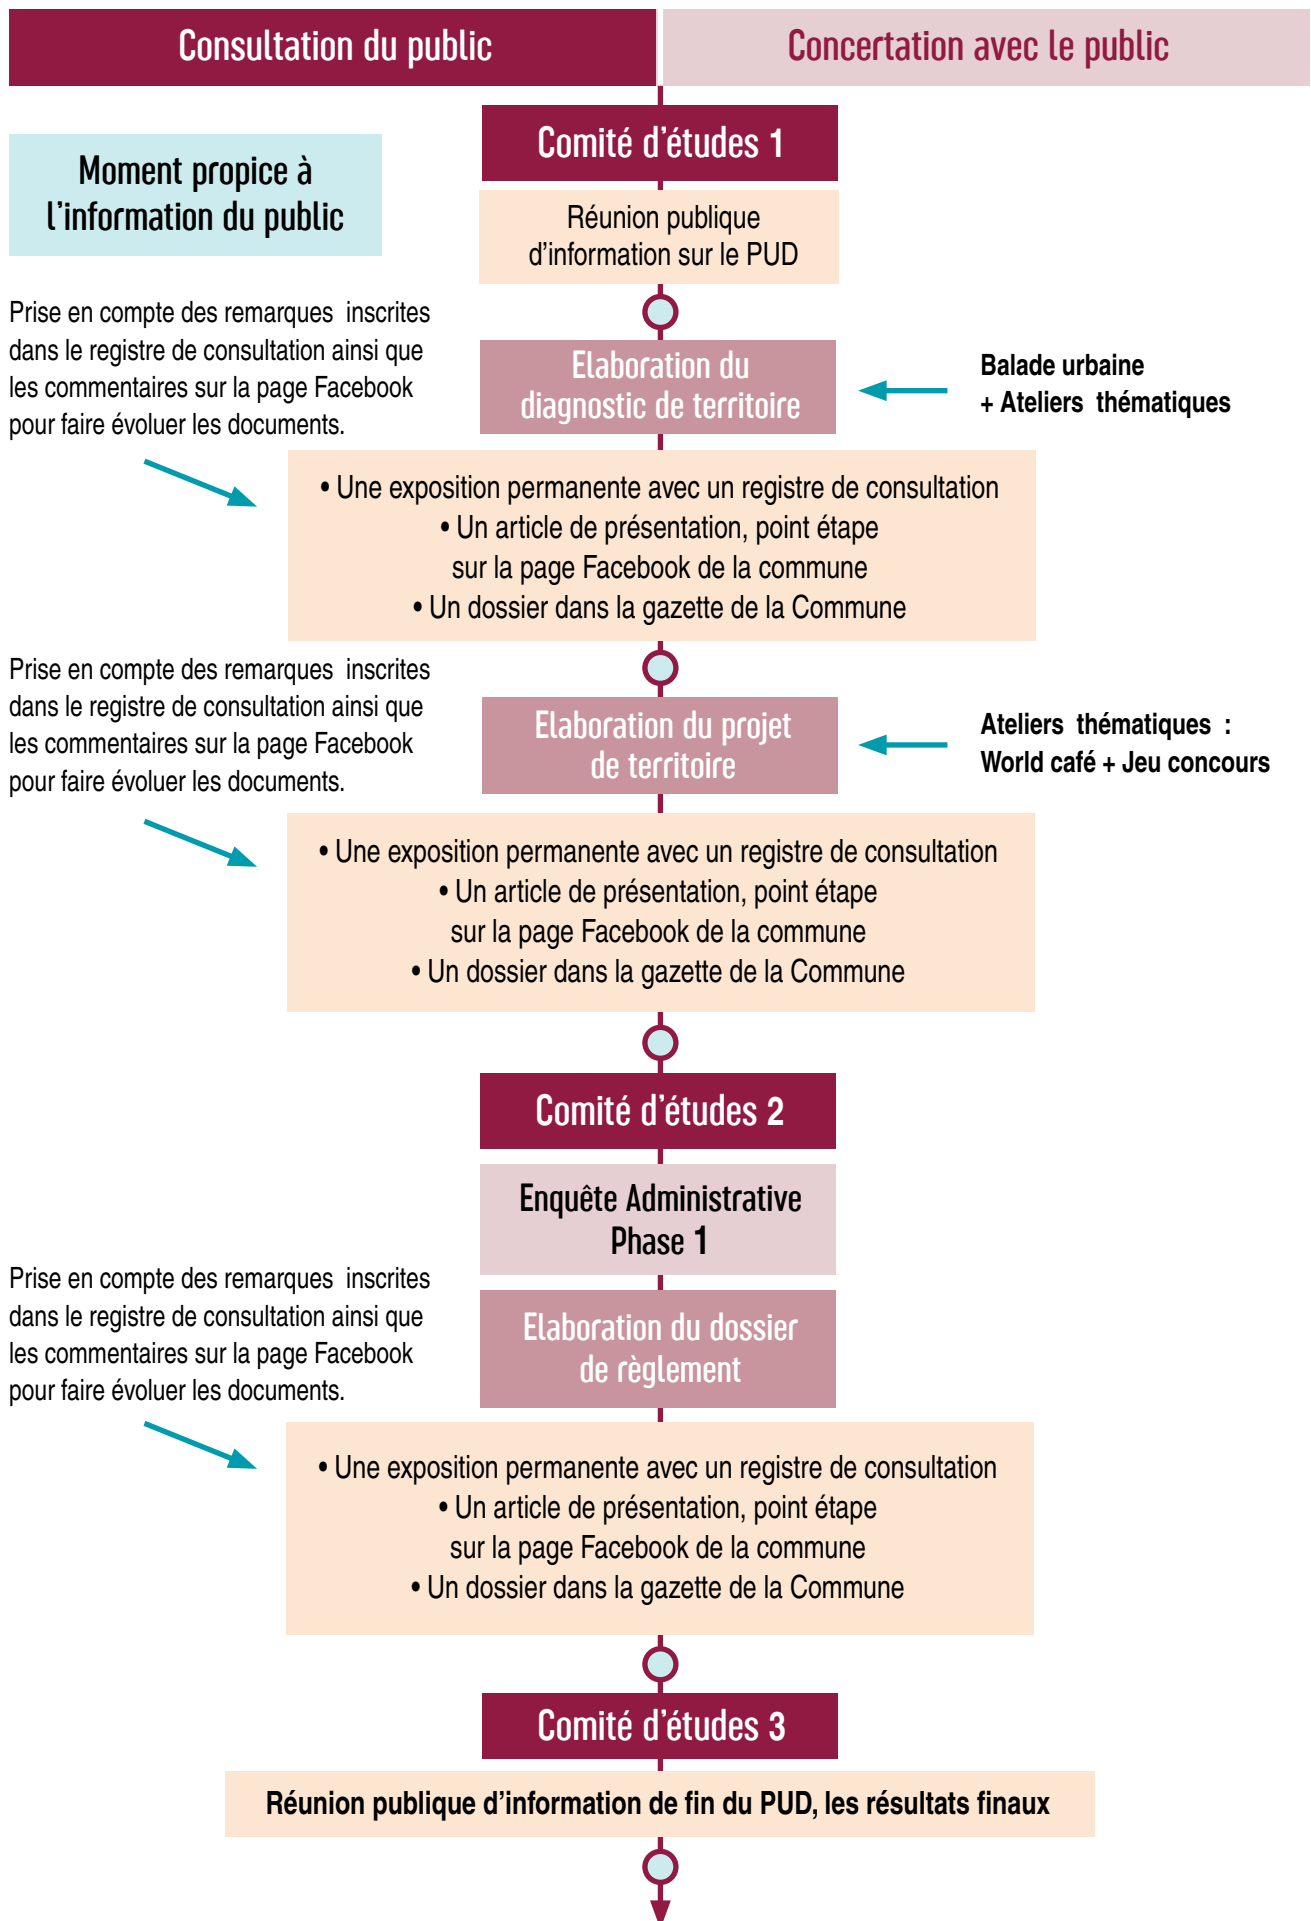 Consultation du public
Concertation avec le public
Comité d'études 1
Moment propice à
l'information du public
Réunion publique
d'information sur le PUD
Prise en compte des remarques inscrites
dans le registre de consultation ainsi que
les commentaires sur la page Facebook
pour faire évoluer les documents.
Elaboration du
diagnostic de territoire
Balade urbaine
+ Ateliers thématiques
• Une exposition permanente avec un registre de consultation
• Un article de présentation, point étape
sur la page Facebook de la commune
• Un dossier dans la gazette de la Commune
Prise en compte des remarques inscrites
dans le registre de consultation ainsi que
les commentaires sur la page Facebook
pour faire évoluer les documents.
Elaboration du projet
de territoire
Ateliers thématiques :
World café + Jeu concours
• Une exposition permanente avec un registre de consultation
• Un article de présentation, point étape
sur la page Facebook de la commune
• Un dossier dans la gazette de la Commune
Comité d'études 2
Enquête Administrative
Phase 1
Prise en compte des remarques inscrites
dans le registre de consultation ainsi que
les commentaires sur la page Facebook
pour faire évoluer les documents.
Elaboration du dossier
de règlement
• Une exposition permanente avec un registre de consultation
• Un article de présentation, point étape
sur la page Facebook de la commune
• Un dossier dans la gazette de la Commune
Comité d'études 3
Réunion publique d'information de fin du PUD, les résultats finaux